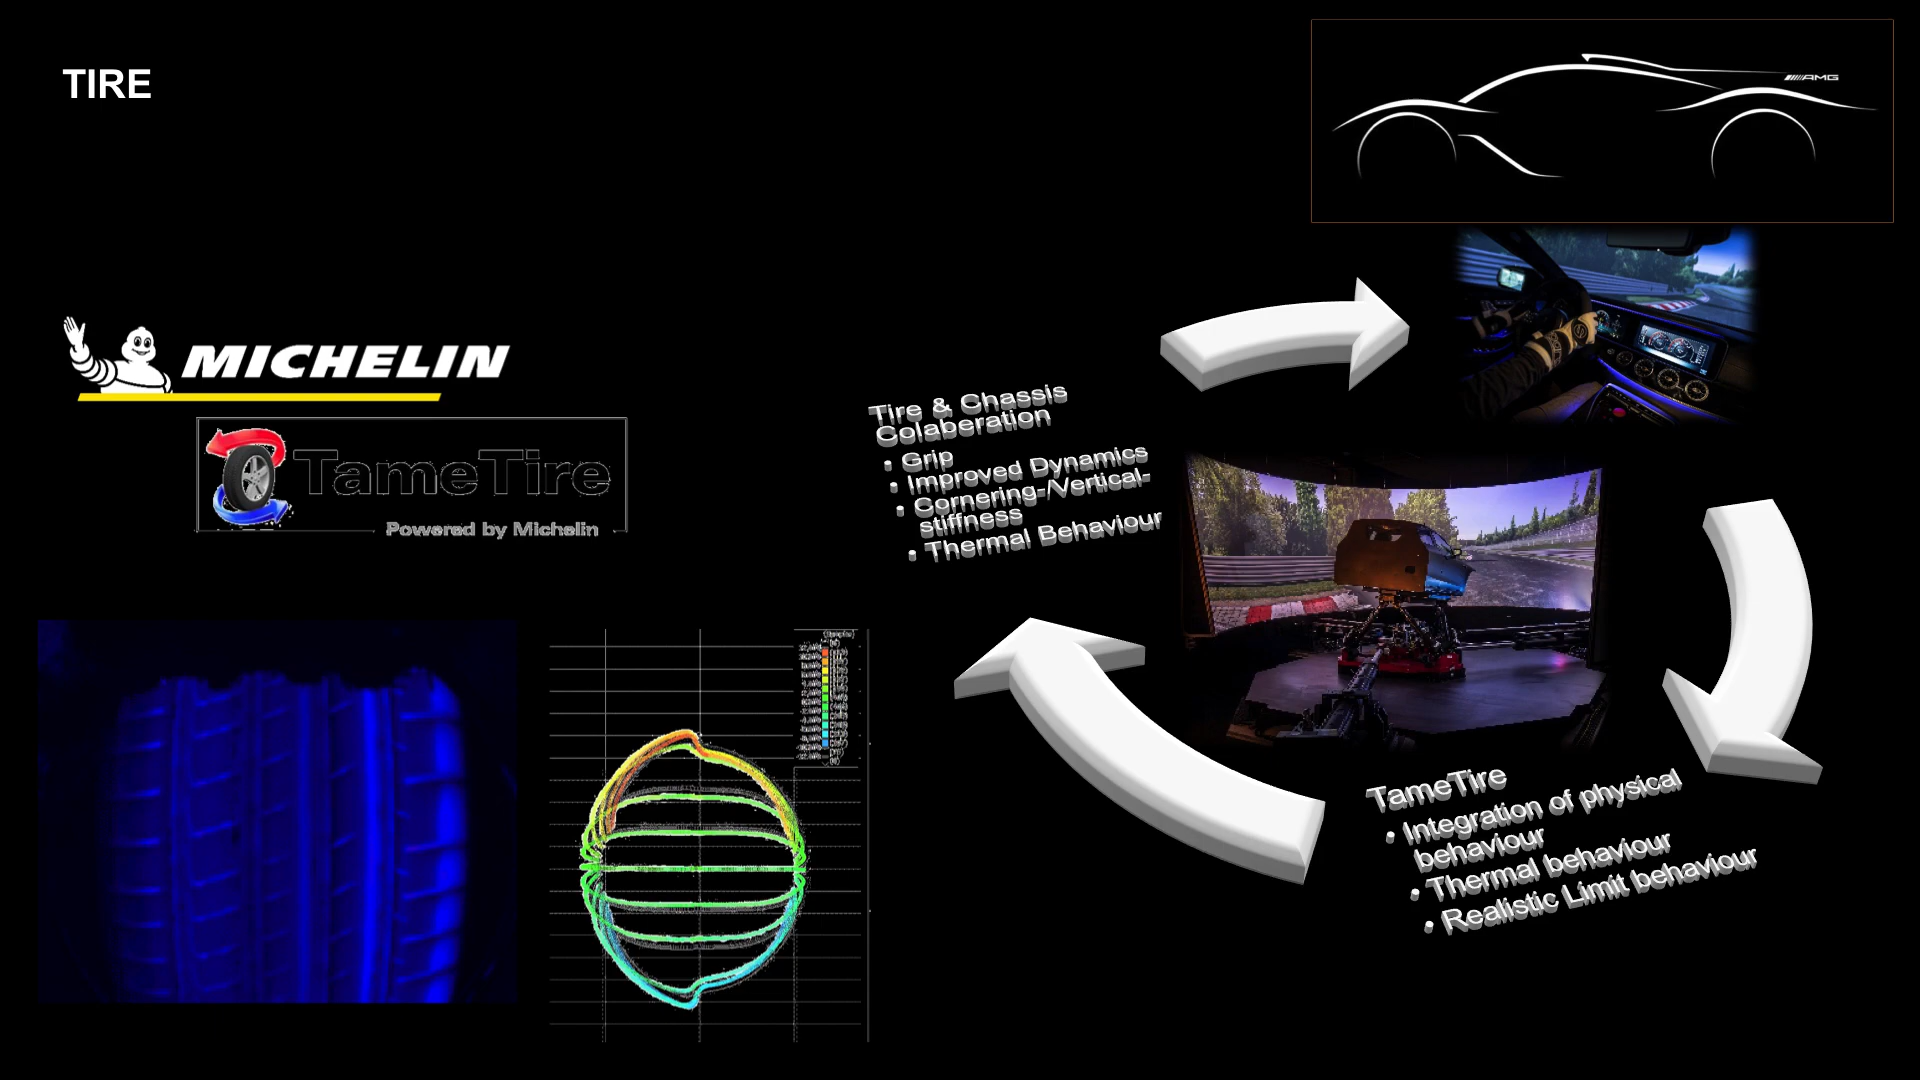 TIRE
AMG
MICHELIN
TameTire
Powered by Michelin
Tire & Chassis
Colaberation
• Grip
• Improved Dynamics
• Cornering-/Vertical-
stiffness
• Thermal Behaviour
TameTire
• Integration of physical
behaviour
• Thermal behaviour
• Realistic Limit behaviour